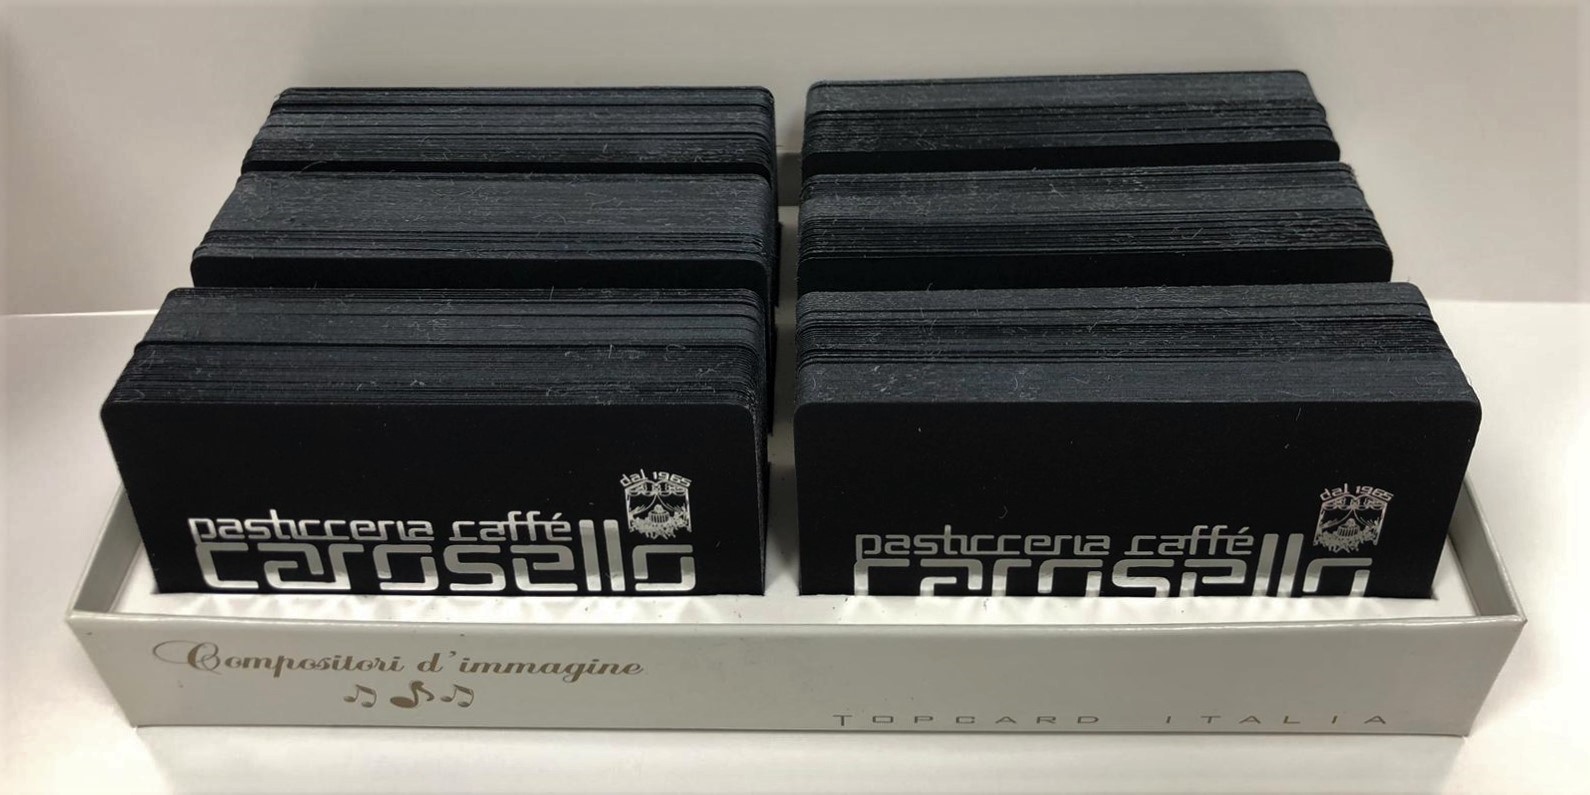 dal 1965
pasticceria caffé
carosello
dal 1965
pasticceria caffé
carosello
Compositori d'immagine
TOPCARD ITALIA